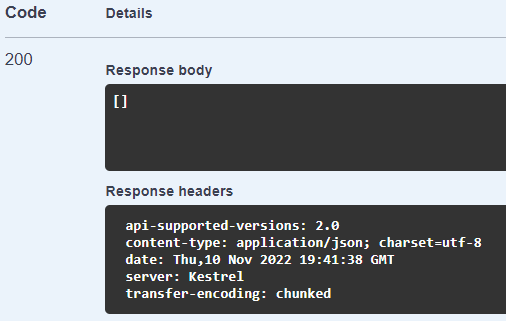 Code Details
200
Response body
[]
Response headers
api-supported-versions: 2.0
content-type: application/json; charset=utf-8
date: Thu,10 Nov 2022 19:41:38 GMT
server: Kestrel
transfer-encoding: chunked